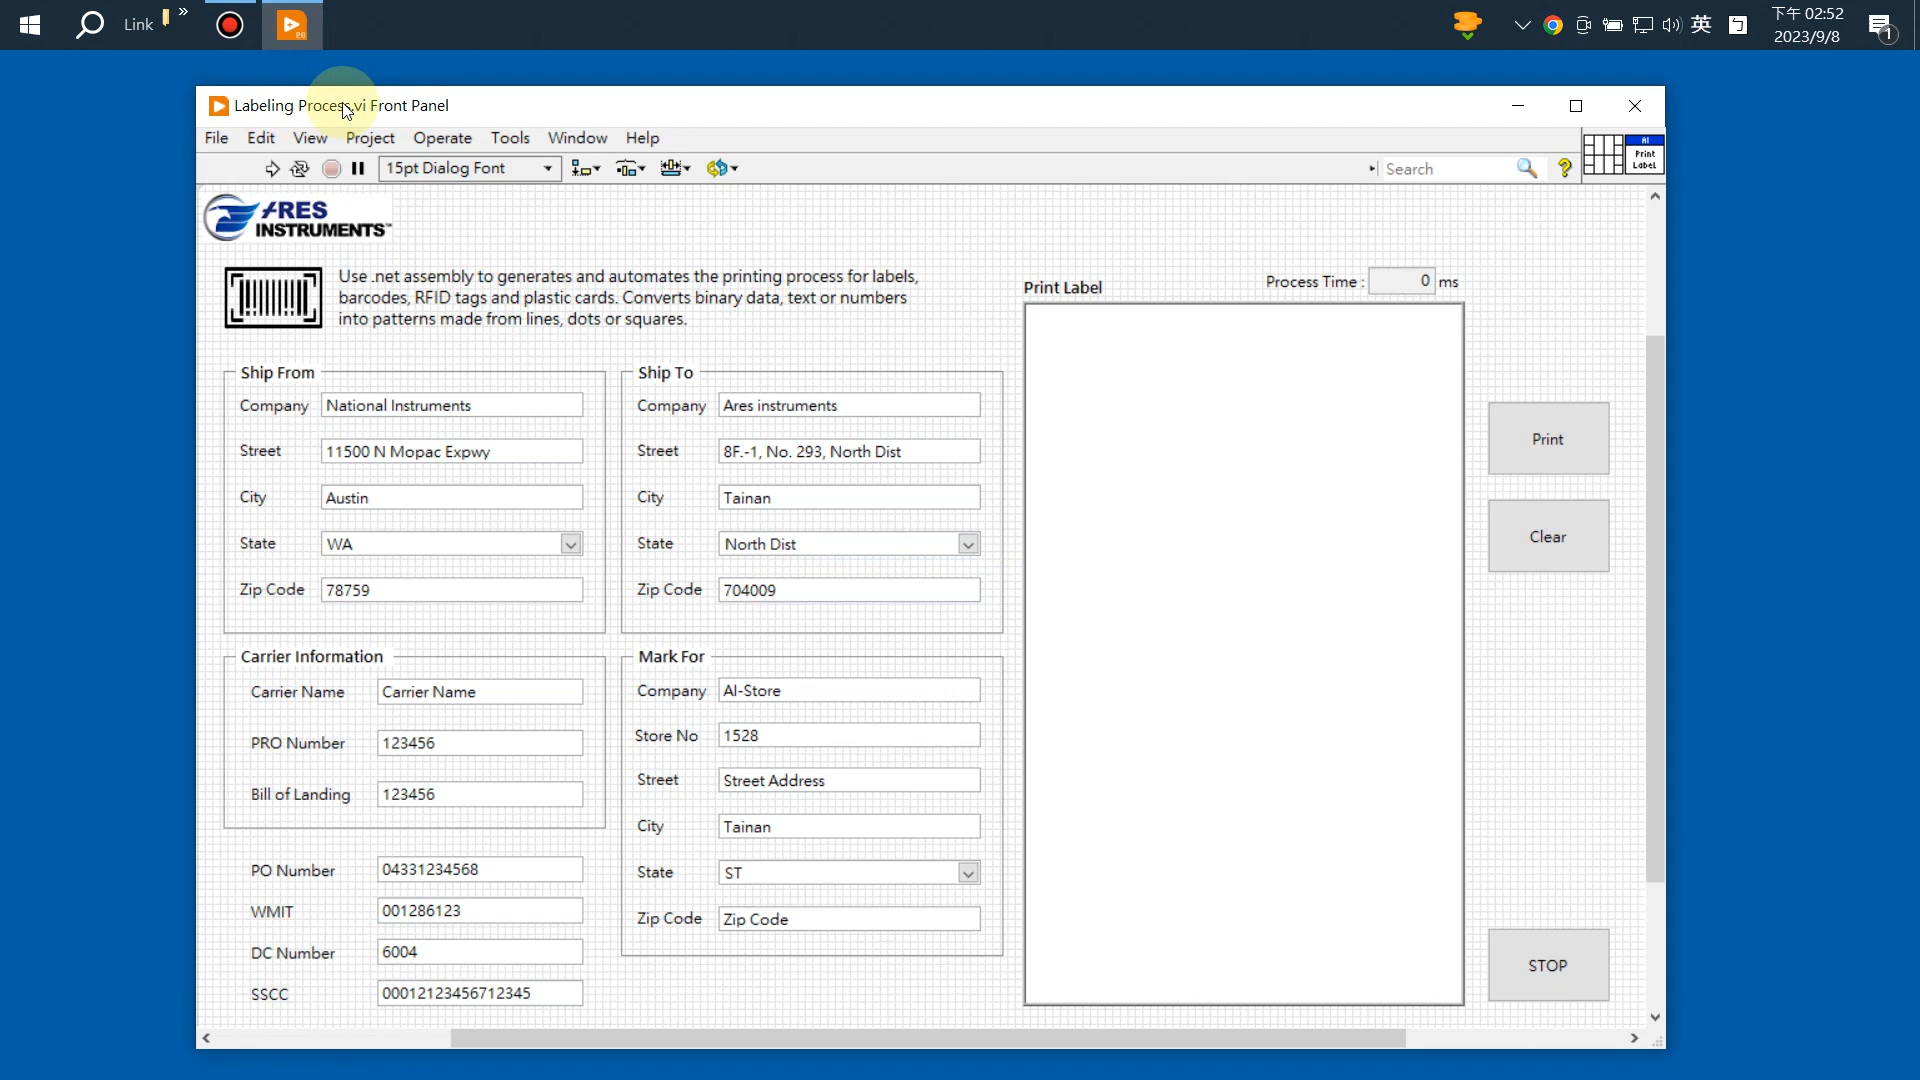 Link
下午 02:52
英
2023/9/8
1
Labeling Process.vi Front Panel
File Edit View Project Operate Tools Window Help
15pt Dialog Font
Search
AI
Print
Label
ARES
INSTRUMENTS™
Use .net assembly to generates and automates the printing process for labels,
barcodes, RFID tags and plastic cards. Converts binary data, text or numbers
into patterns made from lines, dots or squares.
Print Label
Process Time : 0 ms
Ship From
Company National Instruments
Street 11500 N Mopac Expwy
City Austin
State WA
Zip Code 78759
Ship To
Company Ares instruments
Street 8F.-1, No. 293, North Dist
City Tainan
State North Dist
Zip Code 704009
Print
Clear
Carrier Information
Carrier Name Carrier Name
PRO Number 123456
Bill of Landing 123456
PO Number 04331234568
WMIT 001286123
DC Number 6004
SSCC 00012123456712345
Mark For
Company AI-Store
Store No 1528
Street Street Address
City Tainan
State ST
Zip Code Zip Code
STOP